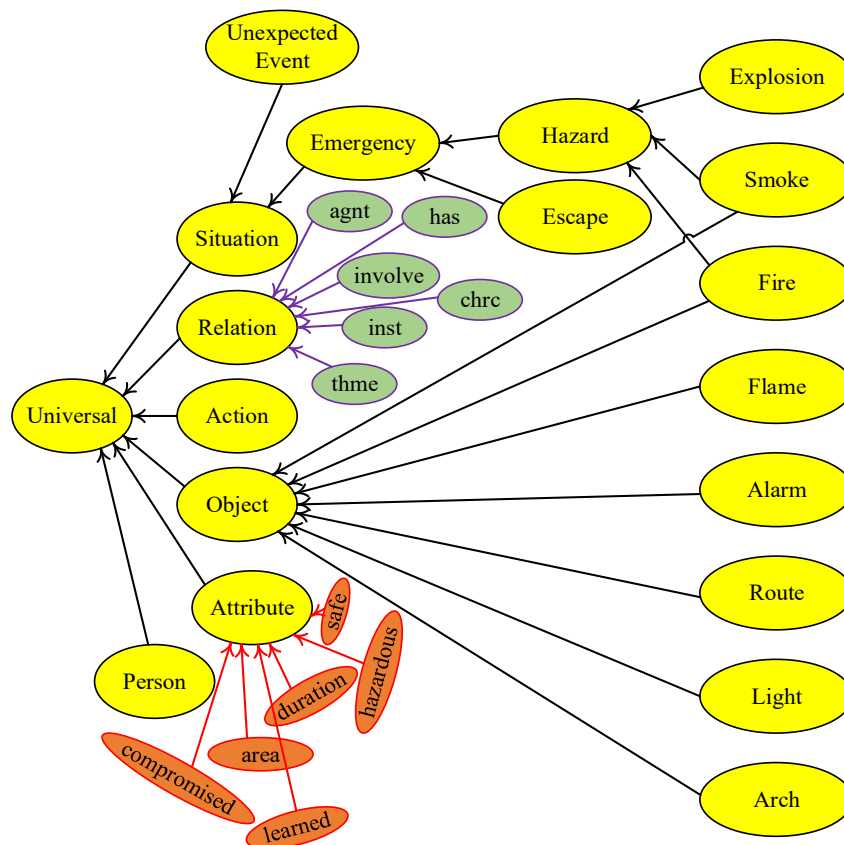 Unexpected
Event
Explosion
Emergency
Hazard
Smoke
agnt
has
Escape
Situation
involve
Fire
chrc
Relation
inst
thme
Flame
Universal
Action
Alarm
Object
Route
Attribute
safe
hazardous
Person
duration
Light
area
compromised
learned
Arch